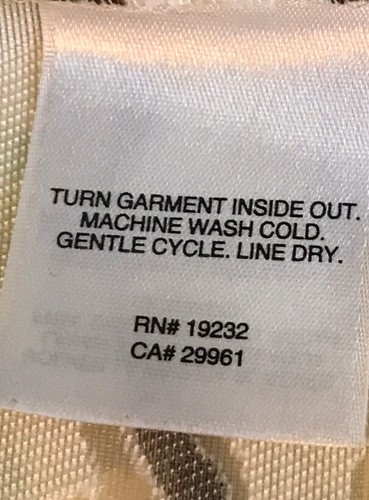 TURN GARMENT INSIDE OUT.
MACHINE WASH COLD.
GENTLE CYCLE. LINE DRY.
RN# 19232
CA# 29961